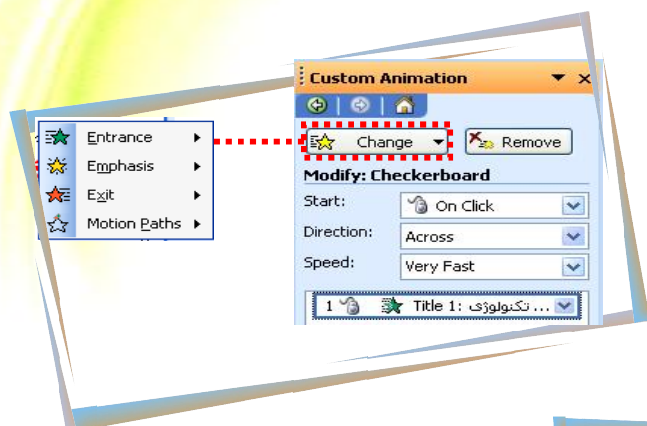 Custom Animation
Change
Remove
Modify: Checkerboard
Start:
On Click
Direction:
Across
Speed:
Very Fast
1 Title 1: تکنولوژی ...
Entrance
Emphasis
Exit
Motion Paths